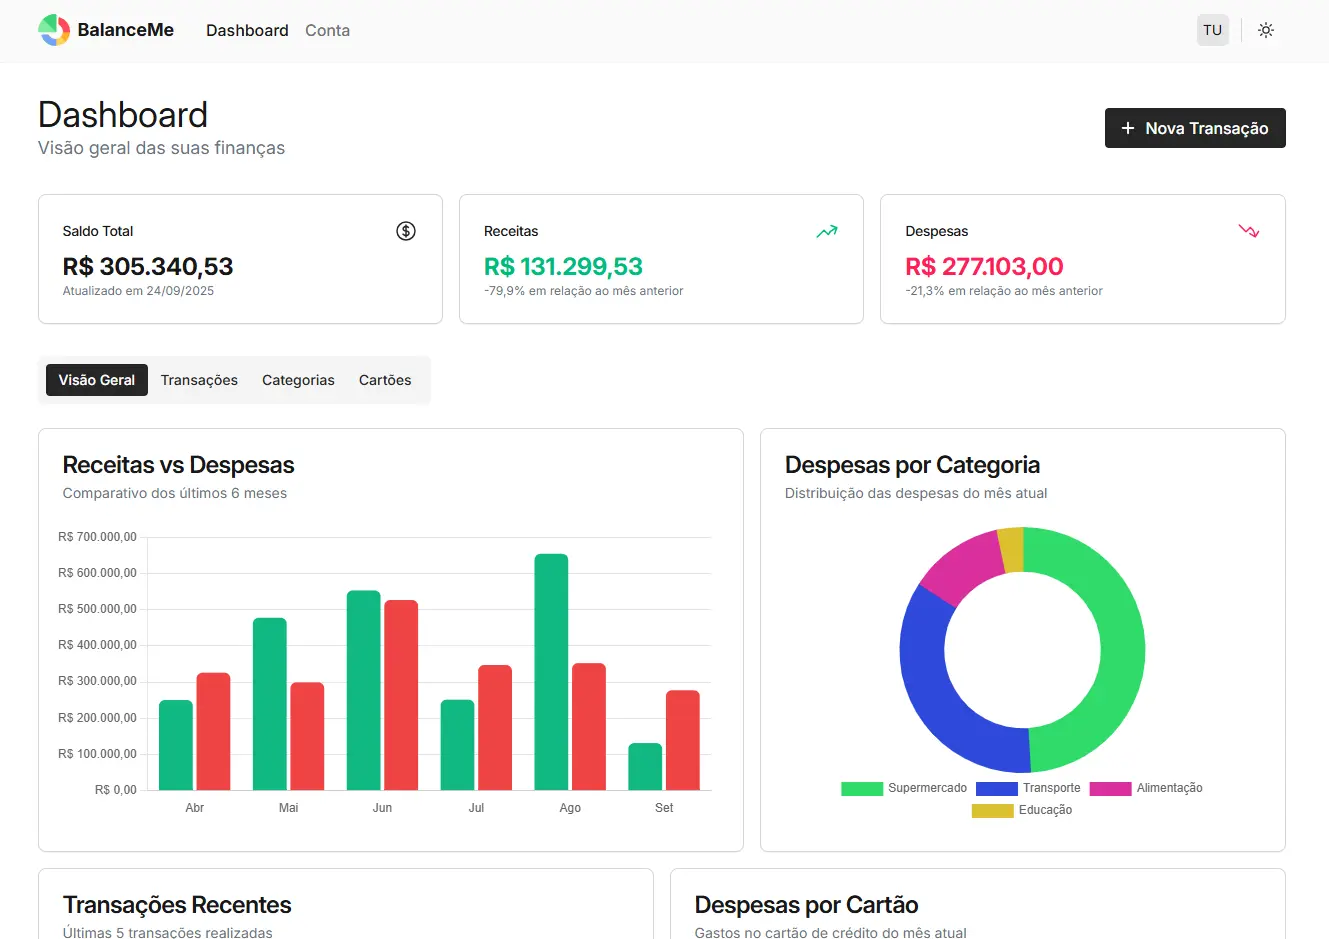 BalanceMe
Dashboard
Conta
TU
Dashboard
Visão geral das suas finanças
+ Nova Transação
Saldo Total
R$ 305.340,53
Atualizado em 24/09/2025
Receitas
R$ 131.299,53
-79,9% em relação ao mês anterior
Despesas
R$ 277.103,00
-21,3% em relação ao mês anterior
Visão Geral
Transações
Categorias
Cartões
Receitas vs Despesas
Comparativo dos últimos 6 meses
R$ 700.000,00
R$ 600.000,00
R$ 500.000,00
R$ 400.000,00
R$ 300.000,00
R$ 200.000,00
R$ 100.000,00
R$ 0,00
Abr
Mai
Jun
Jul
Ago
Set
Despesas por Categoria
Distribuição das despesas do mês atual
Supermercado
Transporte
Alimentação
Educação
Transações Recentes
Últimas 5 transações realizadas
Despesas por Cartão
Gastos no cartão de crédito do mês atual